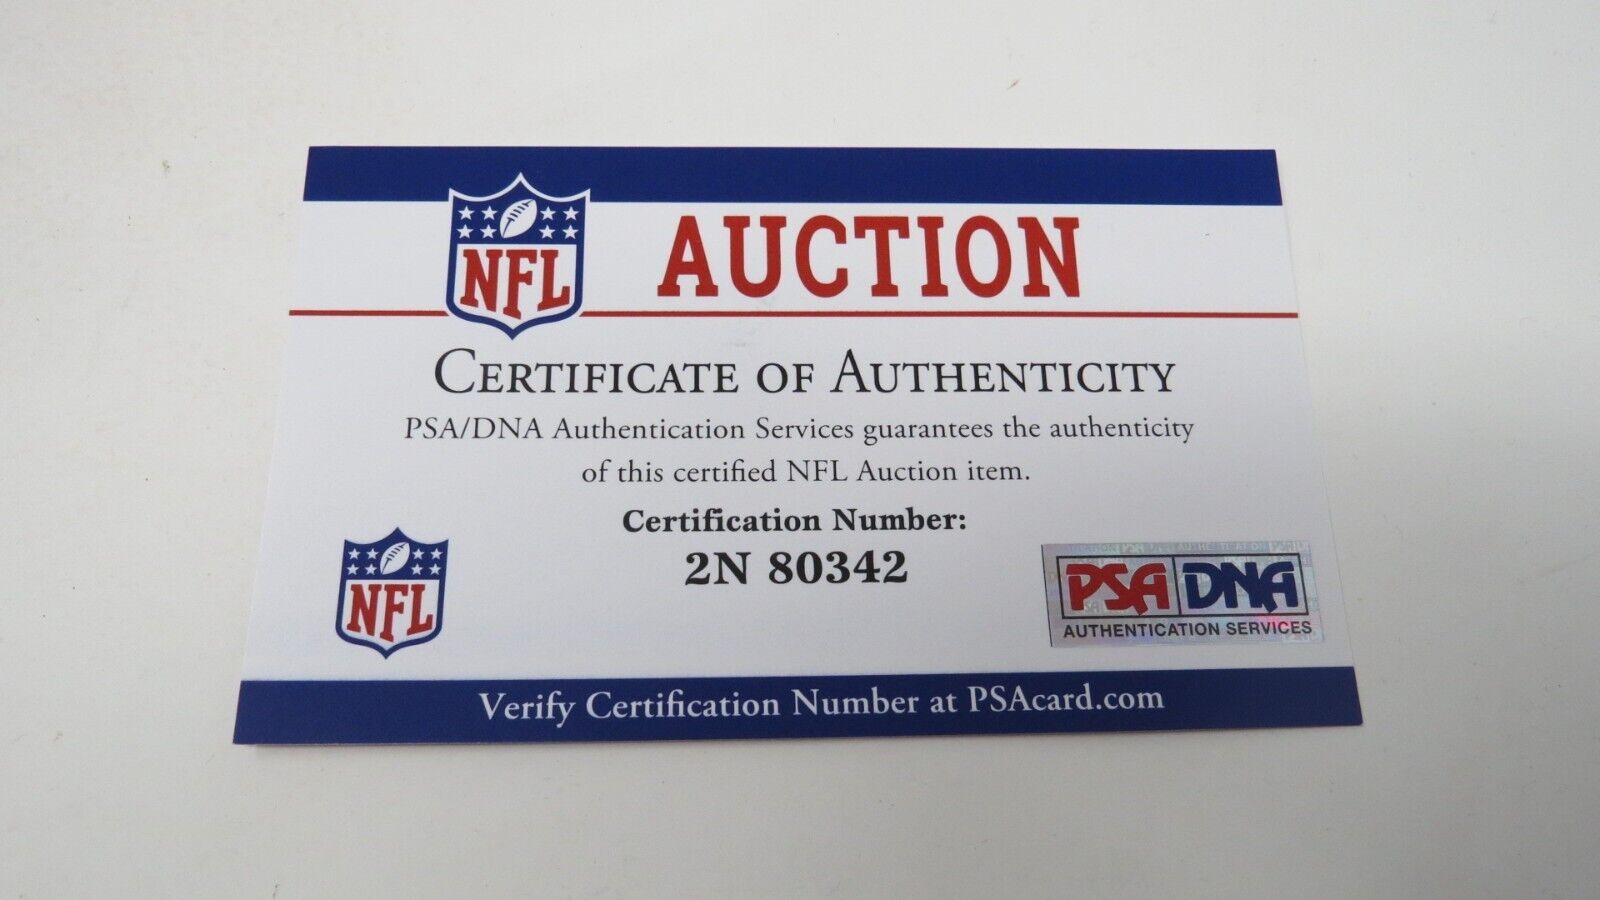 NFL AUCTION
CERTIFICATE OF AUTHENTICITY
PSA/DNA Authentication Services guarantees the authenticity
of this certified NFL Auction item.
Certification Number:
2N 80342
NFL
PSA DNA
AUTHENTICATION SERVICES
Verify Certification Number at PSAcard.com